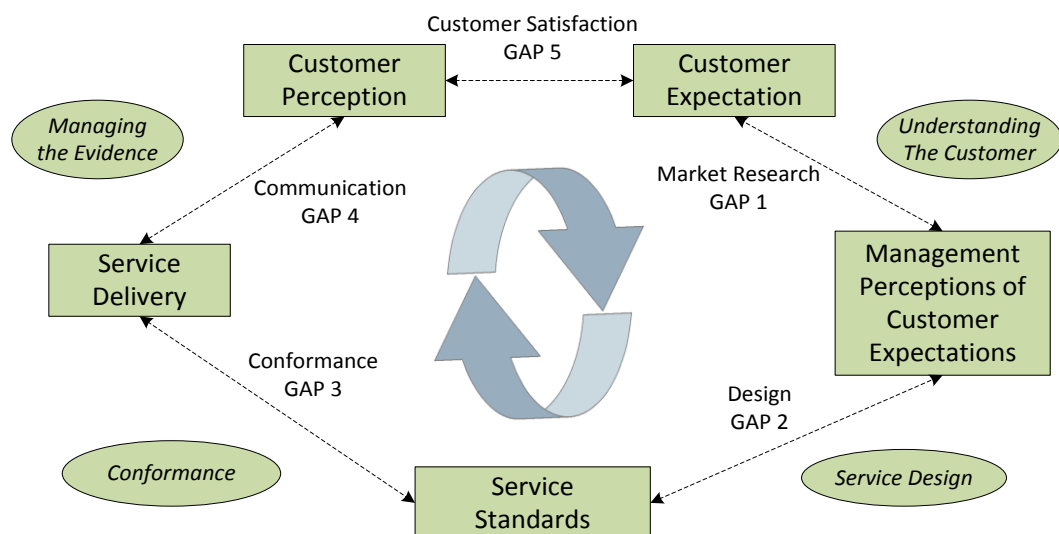 Customer Satisfaction
GAP 5
Customer
Perception
Customer
Expectation
Managing
the Evidence
Understanding
The Customer
Communication
GAP 4
Market Research
GAP 1
Service
Delivery
Management
Perceptions of
Customer
Expectations
Conformance
GAP 3
Design
GAP 2
Conformance
Service Design
Service
Standards